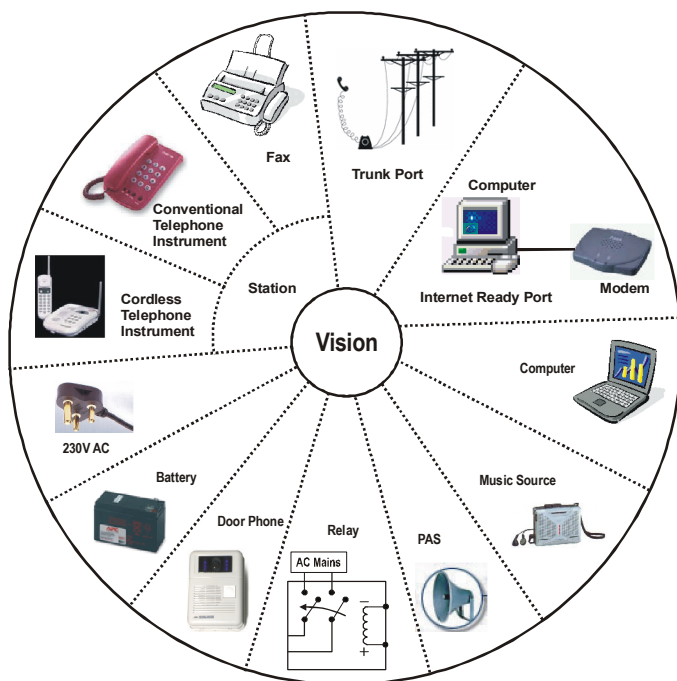 Fax
Trunk Port
Conventional
Telephone
Instrument
Computer
Cordless
Telephone
Instrument
Station
Internet Ready Port
Modem
Vision
Computer
230V AC
Battery
Music Source
Door Phone
Relay
PAS
AC Mains
–
+
APC